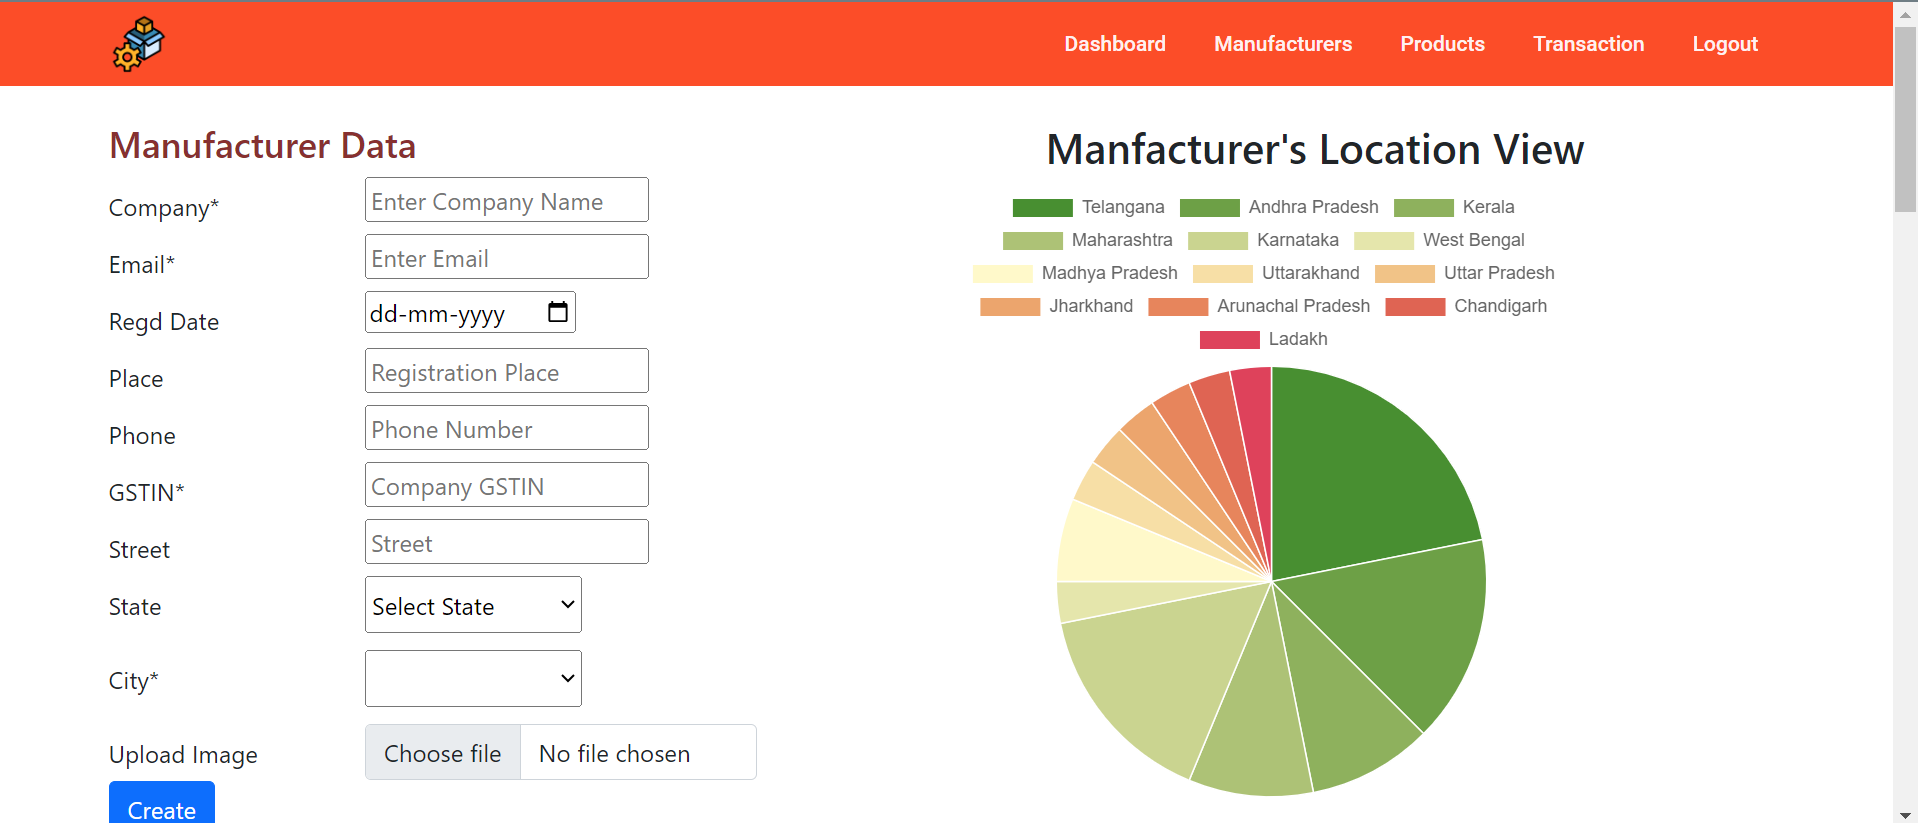 Dashboard Manufacturers Products Transaction Logout
Manufacturer Data
Company* Enter Company Name
Email* Enter Email
Regd Date dd-mm-yyyy
Place Registration Place
Phone Phone Number
GSTIN* Company GSTIN
Street Street
State Select State
City*
Upload Image Choose file No file chosen
Create
Manfacturer's Location View
Telangana Andhra Pradesh Kerala
Maharashtra Karnataka West Bengal
Madhya Pradesh Uttarakhand Uttar Pradesh
Jharkhand Arunachal Pradesh Chandigarh
Ladakh